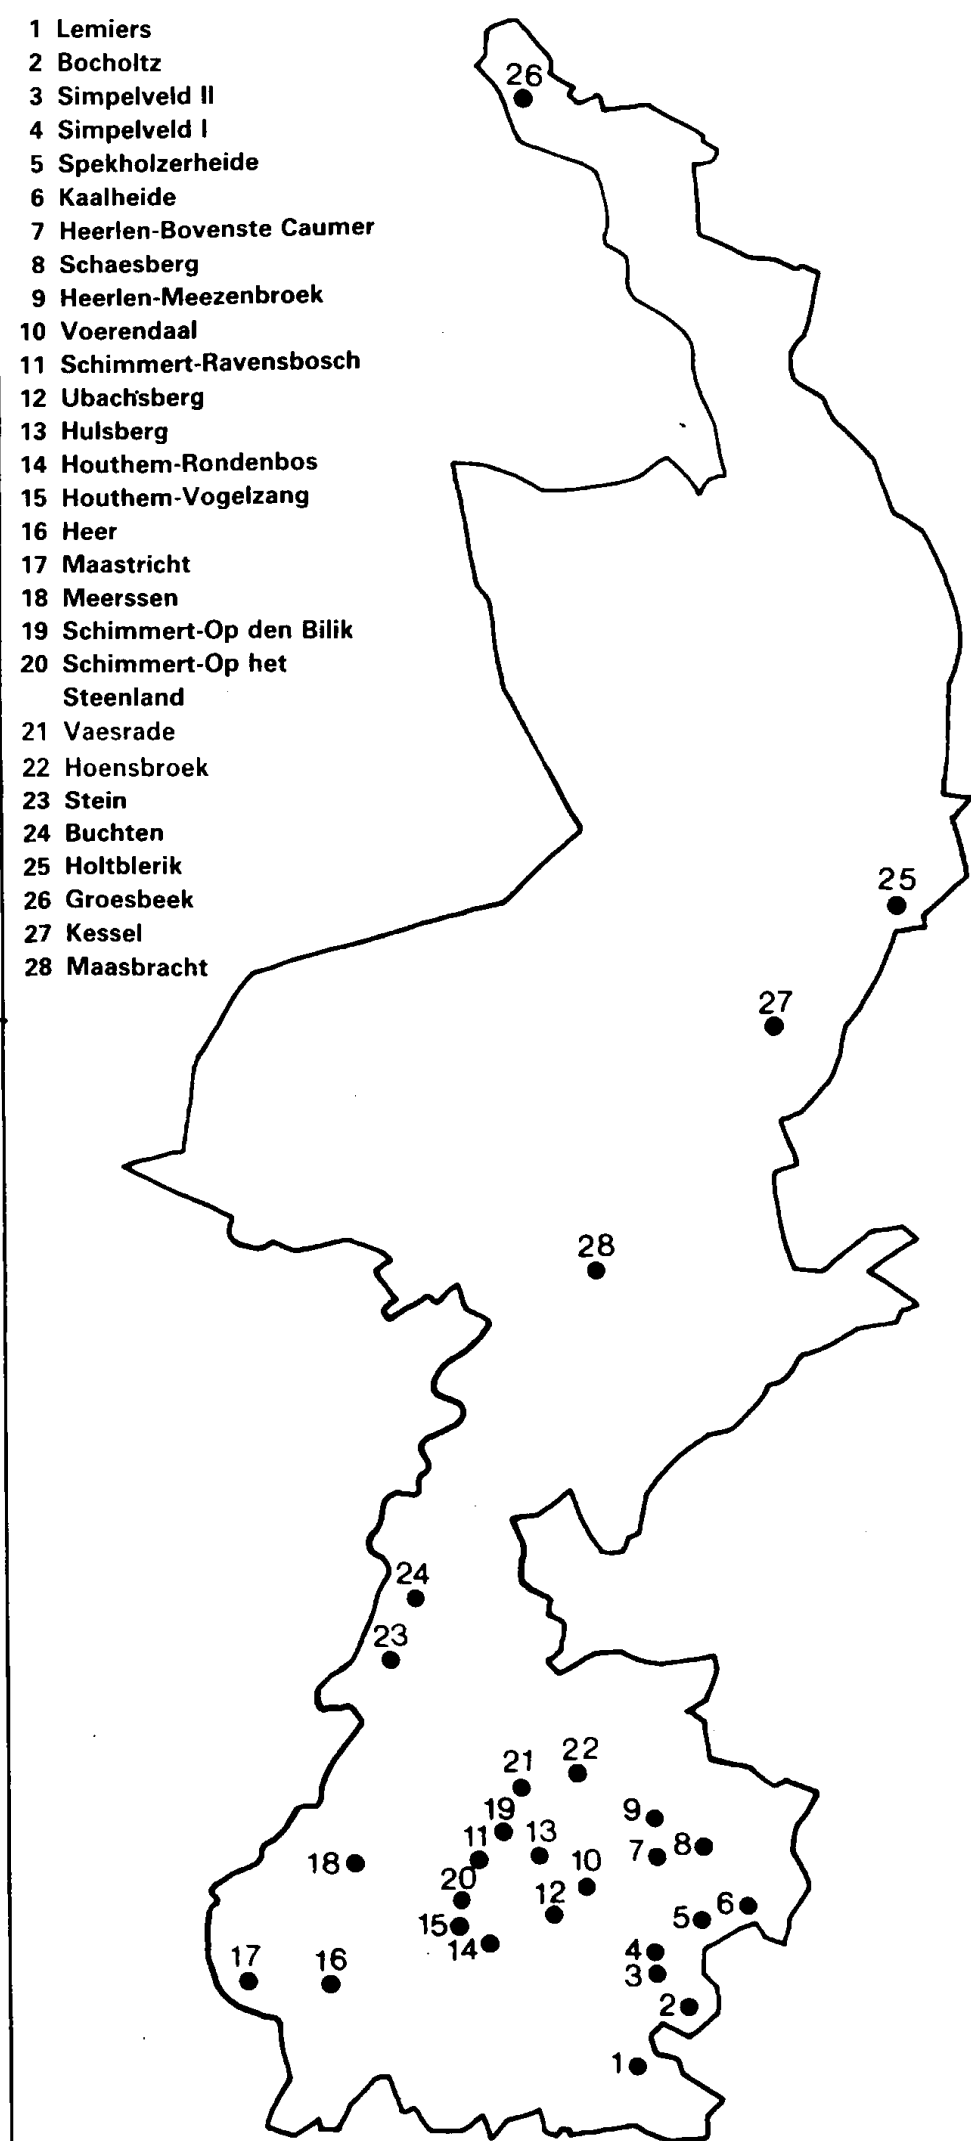 1 Lemiers
2 Bocholtz
3 Simpelveld II
4 Simpelveld I
5 Spekholzerheide
6 Kaalheide
7 Heerlen-Bovenste Caumer
8 Schaesberg
9 Heerlen-Meezenbroek
10 Voerendaal
11 Schimmert-Ravensbosch
12 Ubachsberg
13 Hulsberg
14 Houthem-Rondenbos
15 Houthem-Vogelzang
16 Heer
17 Maastricht
18 Meerssen
19 Schimmert-Op den Bilik
20 Schimmert-Op het
Steenland
21 Vaesrade
22 Hoensbroek
23 Stein
24 Buchten
25 Holtblerik
26 Groesbeek
27 Kessel
28 Maasbracht
26
25
27
28
24
23
22
21
19
9
13
11
8
7
18
10
20
12
6
5
15
14
4
17
16
3
2
1